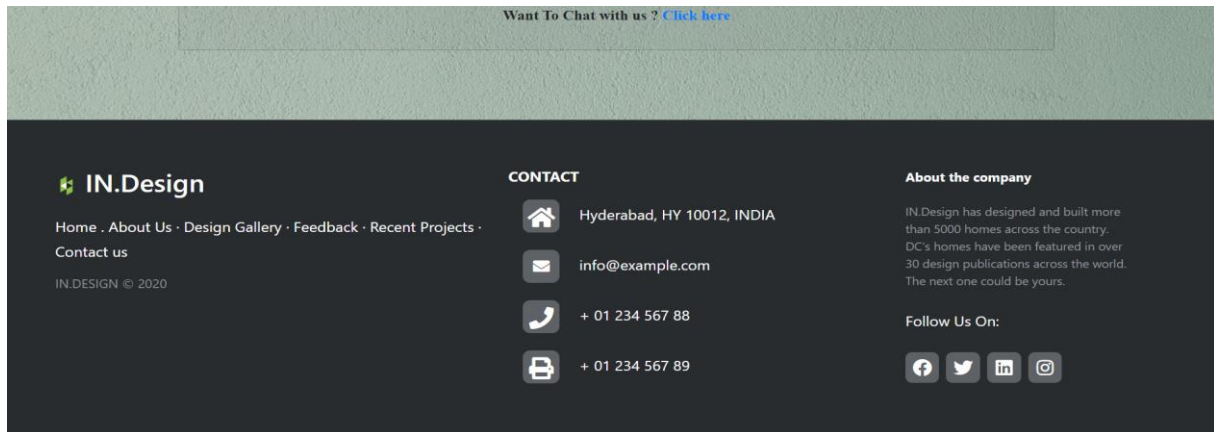 Want To Chat with us ? Click here
IN.Design
Home . About Us · Design Gallery · Feedback · Recent Projects ·
Contact us
IN.DESIGN © 2020
CONTACT
Hyderabad, HY 10012, INDIA
info@example.com
+ 01 234 567 88
+ 01 234 567 89
About the company
IN.Design has designed and built more
than 5000 homes across the country.
DC's homes have been featured in over
30 design publications across the world.
The next one could be yours.
Follow Us On: